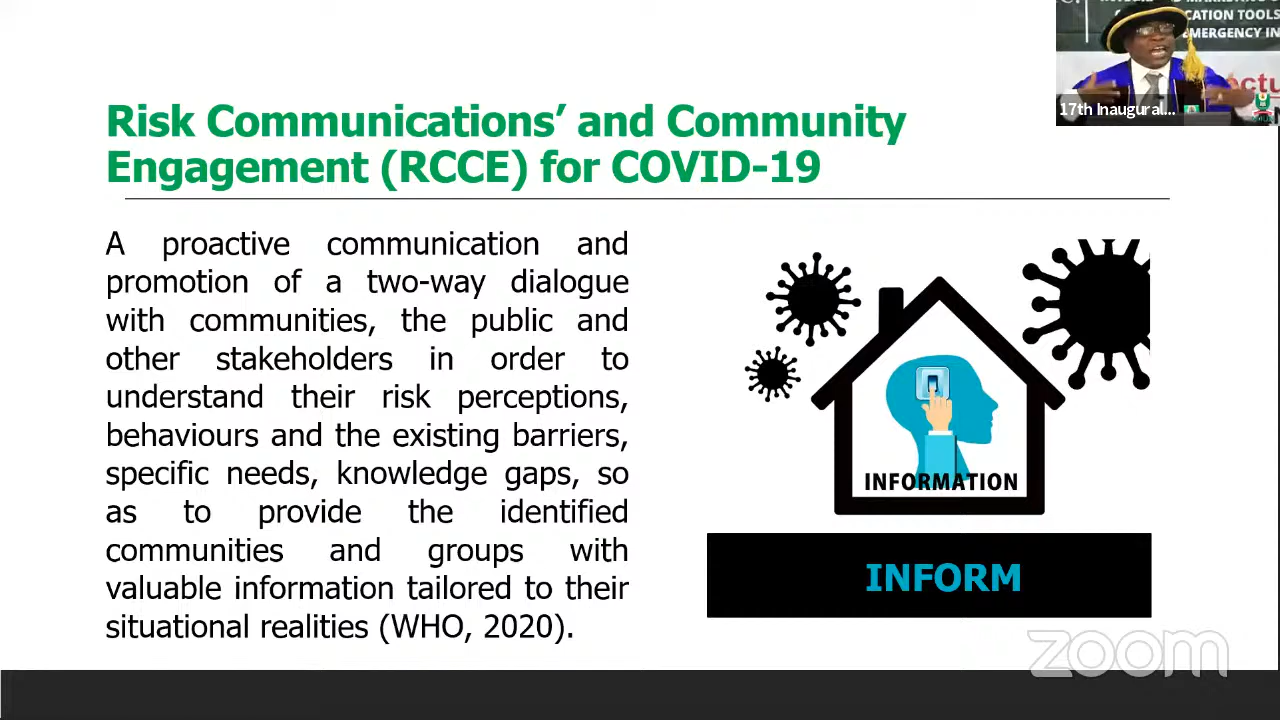 CATION TOOLS
EMERGENCY IN
17th Inaugural...
Risk Communications’ and Community
Engagement (RCCE) for COVID-19
A proactive communication and
promotion of a two-way dialogue
with communities, the public and
other stakeholders in order to
understand their risk perceptions,
behaviours and the existing barriers,
specific needs, knowledge gaps, so
as to provide the identified
communities and groups with
valuable information tailored to their
situational realities (WHO, 2020).
INFORMATION
INFORM
zoom